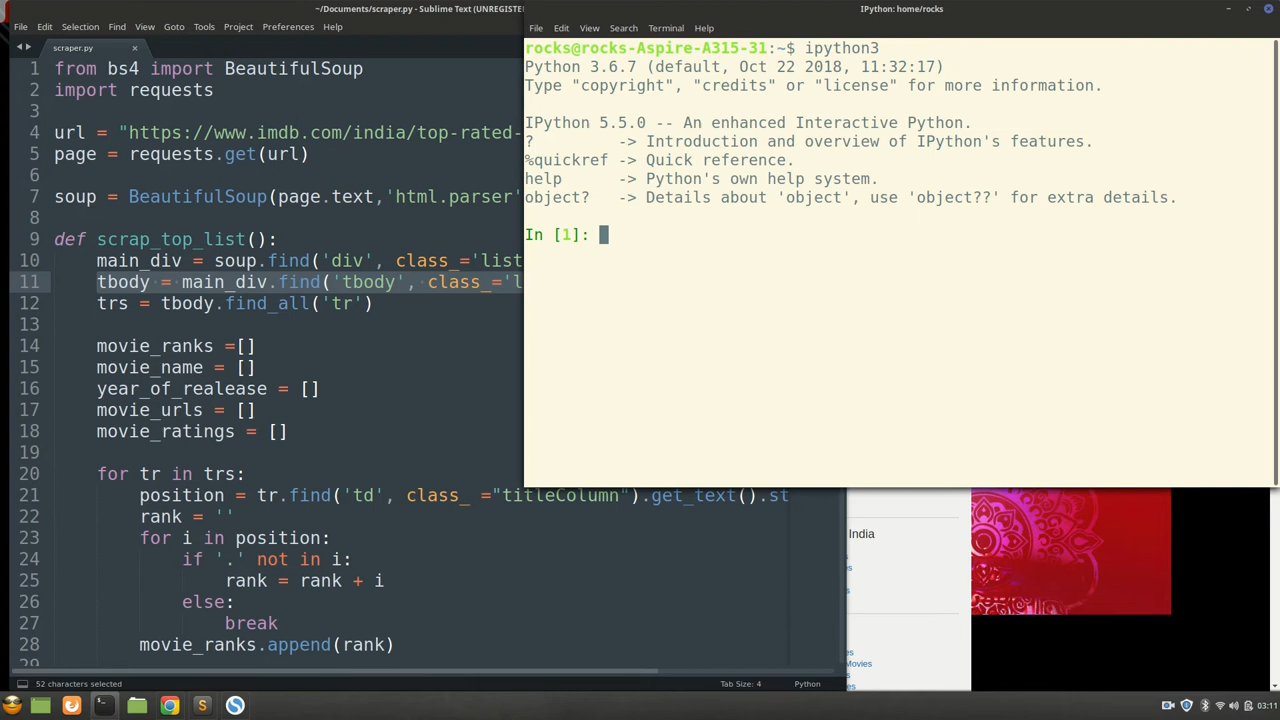 ~/Documents/scraper.py - Sublime Text (UNREGISTER
File Edit Selection Find View Goto Tools Project Preferences Help
scraper.py
1 from bs4 import BeautifulSoup
2 import requests
3
4 url = "https://www.imdb.com/india/top-rated-
5 page = requests.get(url)
6
7 soup = BeautifulSoup(page.text,'html.parser'
8
9 def scrap_top_list():
10 main_div = soup.find('div', class_='list
11 tbody = main_div.find('tbody', class_='l
12 trs = tbody.find_all('tr')
13
14 movie_ranks =[]
15 movie_name = []
16 year_of_realease = []
17 movie_urls = []
18 movie_ratings = []
19
20 for tr in trs:
21 position = tr.find('td', class_ ="titleColumn").get_text().st
22 rank = ''
23 for i in position:
24 if '.' not in i:
25 rank = rank + i
26 else:
27 break
28 movie_ranks.append(rank)
29
52 characters selected
Tab Size: 4
Python
IPython: home/rocks
File Edit View Search Terminal Help
rocks@rocks-Aspire-A315-31:~$ ipython3
Python 3.6.7 (default, Oct 22 2018, 11:32:17)
Type "copyright", "credits" or "license" for more information.
IPython 5.5.0 -- An enhanced Interactive Python.
? -> Introduction and overview of IPython's features.
%quickref -> Quick reference.
help -> Python's own help system.
object? -> Details about 'object', use 'object??' for extra details.
In [1]:
India
es
Movies
es
03:11